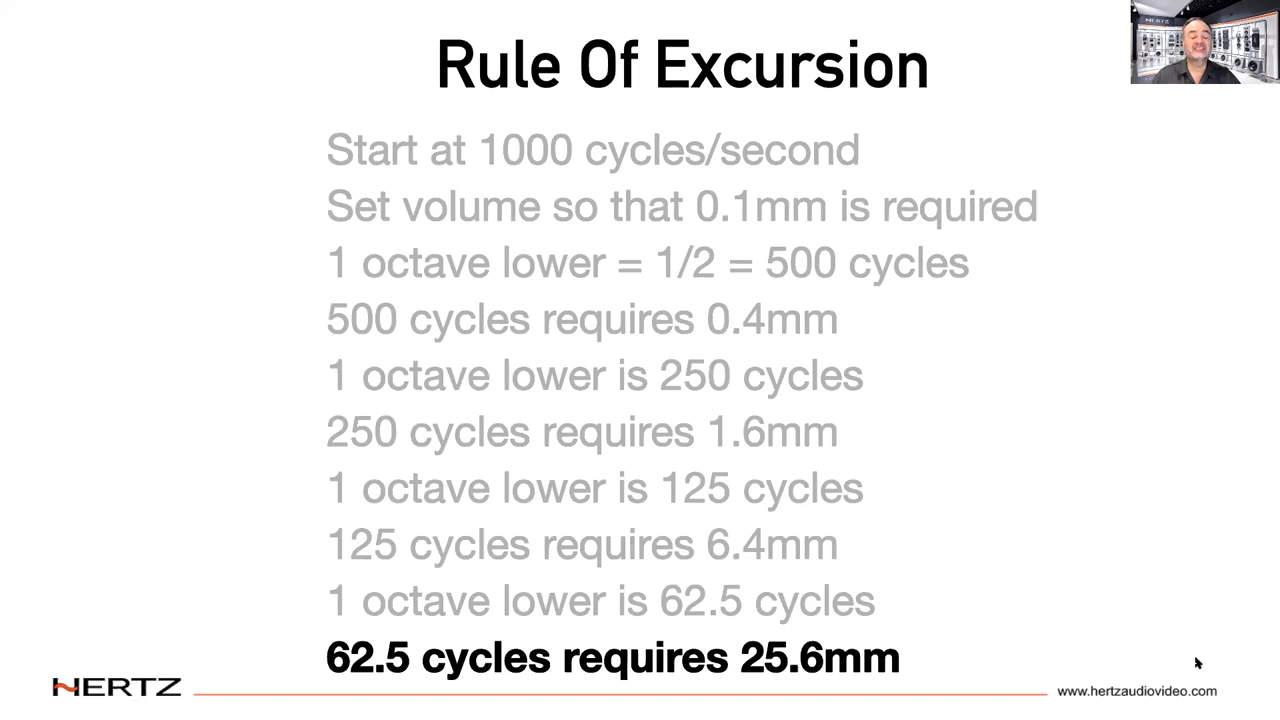 Rule Of Excursion
HERTZ
Start at 1000 cycles/second
Set volume so that 0.1mm is required
1 octave lower = 1/2 = 500 cycles
500 cycles requires 0.4mm
1 octave lower is 250 cycles
250 cycles requires 1.6mm
1 octave lower is 125 cycles
125 cycles requires 6.4mm
1 octave lower is 62.5 cycles
62.5 cycles requires 25.6mm
HERTZ
www.hertzaudiovideo.com